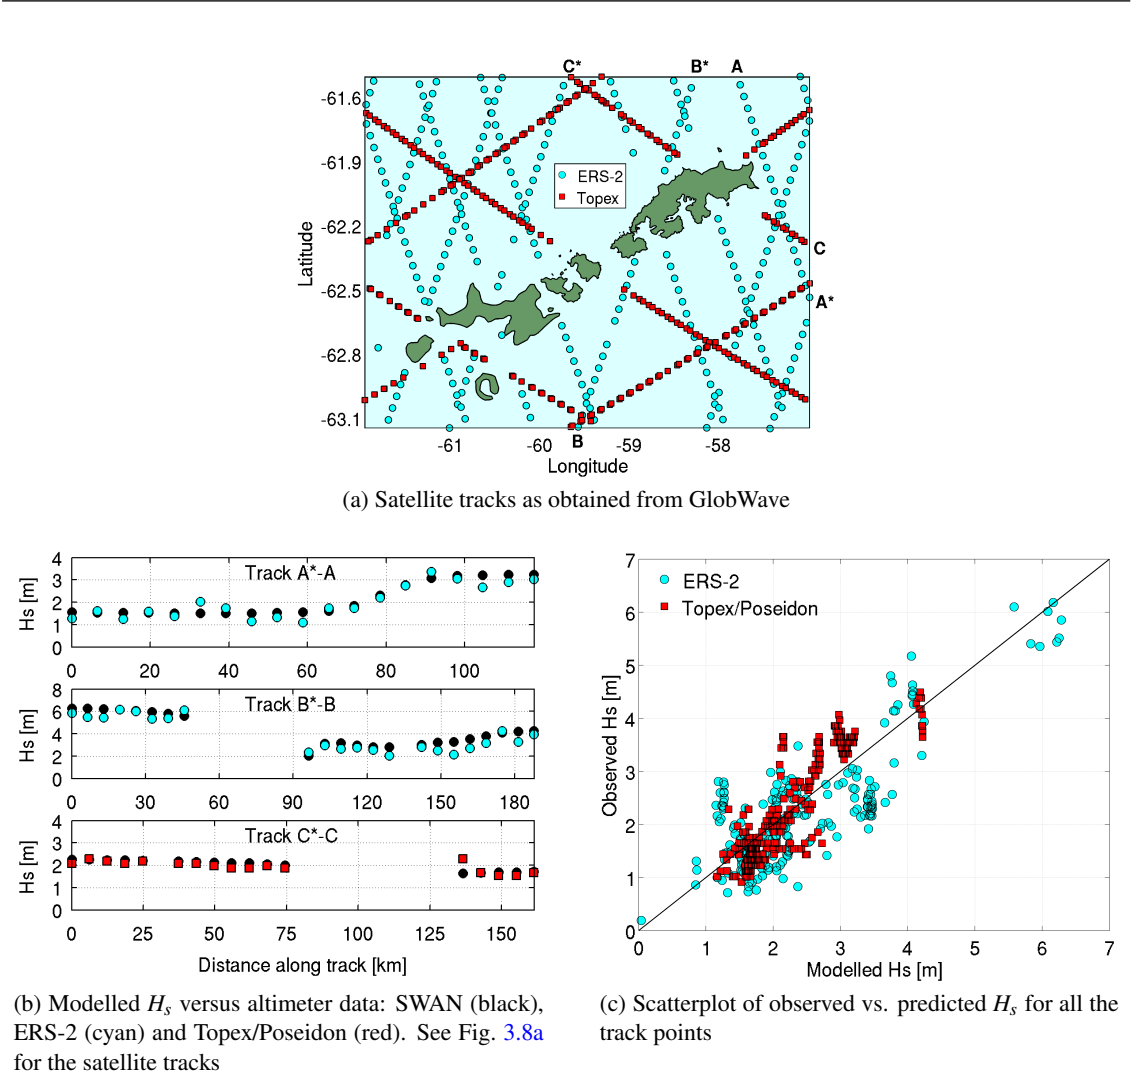 C*
B*
A
-61.6
-61.9
-62.2
-62.5
-62.8
-63.1
Latitude
ERS-2
Topex
C
A*
B
-61
-60
-59
-58
Longitude
(a) Satellite tracks as obtained from GlobWave
Track A*-A
Hs [m]
4
3
2
1
0
0
20
40
60
80
100
Track B*-B
Hs [m]
8
6
4
2
0
0
30
60
90
120
150
180
Track C*-C
Hs [m]
4
3
2
1
0
0
25
50
75
100
125
150
Distance along track [km]
(b) Modelled Hs versus altimeter data: SWAN (black),
ERS-2 (cyan) and Topex/Poseidon (red). See Fig. 3.8a
for the satellite tracks
ERS-2
Topex/Poseidon
Observed Hs [m]
7
6
5
4
3
2
1
0
0
1
2
3
4
5
6
7
Modelled Hs [m]
(c) Scatterplot of observed vs. predicted Hs for all the
track points